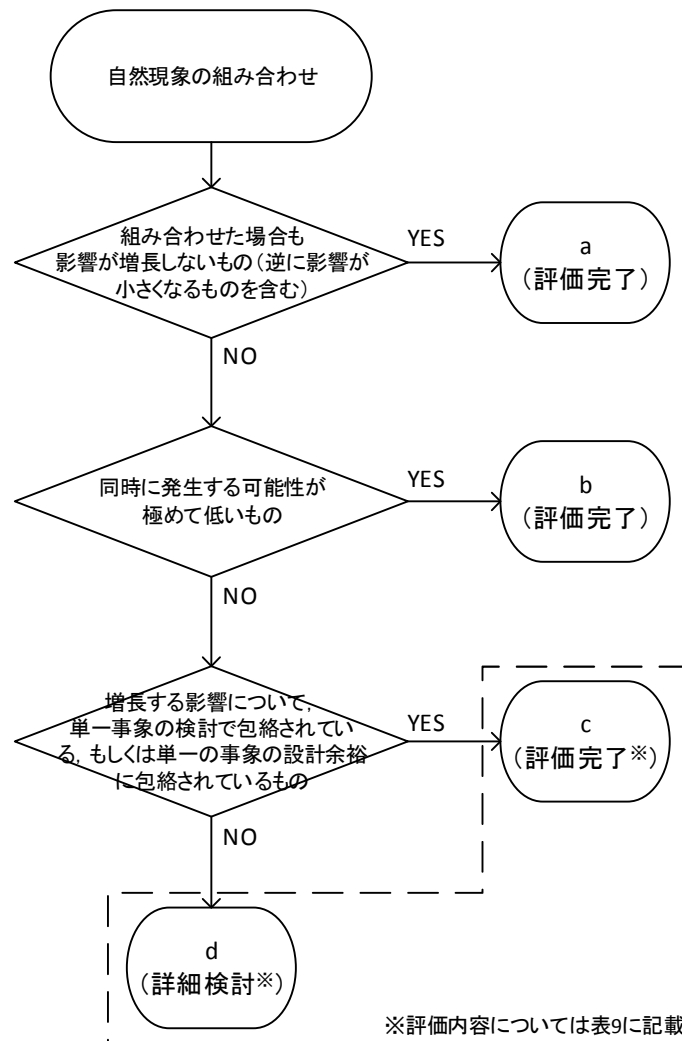 自然現象の組み合わせ
組み合わせた場合も
影響が増長しないもの(逆に影響が
小さくなるものを含む)
YES
a
(評価完了)
NO
同時に発生する可能性が
極めて低いもの
YES
b
(評価完了)
NO
増長する影響について,
単一事象の検討で包絡されてい
る, もしくは単一の事象の設計余裕
に包絡されているもの
YES
c
(評価完了※)
NO
d
(詳細検討※)
※評価内容については表9に記載